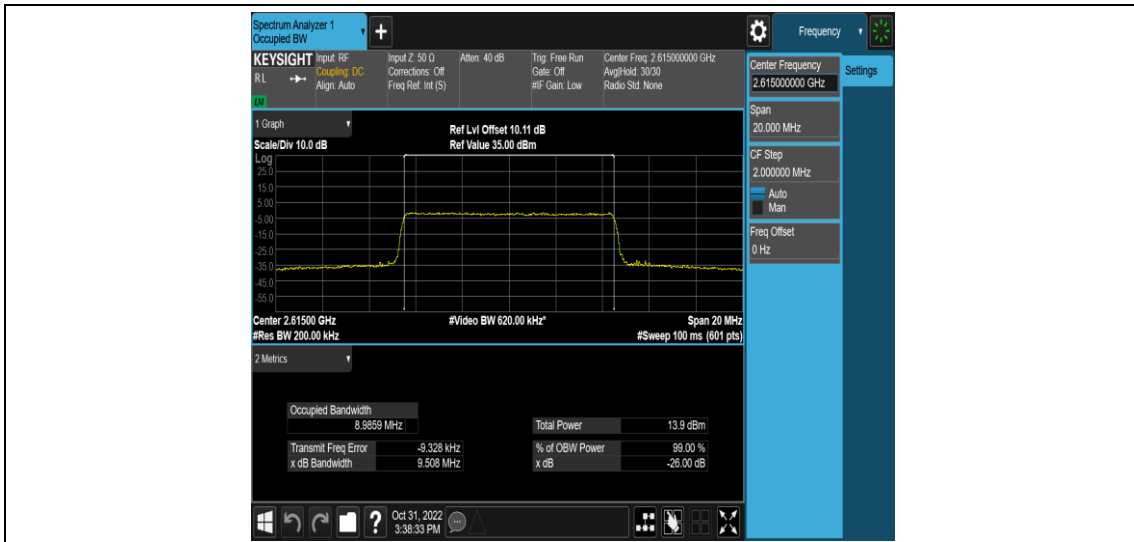 Spectrum Analyzer 1
Occupied BW
+
Frequency
KEYSIGHT
RL
Input: RF
Coupling: DC
Align: Auto
Input Z: 50 Ω
Corrections: Off
Freq Ref: Int (S)
Atten: 40 dB
Trig: Free Run
Gate: Off
#IF Gain: Low
Center Freq: 2.615000000 GHz
Avg|Hold: 30/30
Radio Std: None
Center Frequency
2.615000000 GHz
Settings
Span
20.000 MHz
CF Step
2.000000 MHz
Auto
Man
Freq Offset
0 Hz
1 Graph
Scale/Div 10.0 dB
Ref Lvl Offset 10.11 dB
Ref Value 35.00 dBm
Log
25.0
15.0
5.00
-5.00
-15.0
-25.0
-35.0
-45.0
-55.0
Center 2.61500 GHz
#Res BW 200.00 kHz
#Video BW 620.00 kHz*
Span 20 MHz
#Sweep 100 ms (601 pts)
2 Metrics
Occupied Bandwidth
8.9859 MHz
Total Power 13.9 dBm
Transmit Freq Error -9.328 kHz
% of OBW Power 99.00 %
x dB Bandwidth 9.508 MHz
x dB -26.00 dB
?
Oct 31, 2022
3:38:33 PM